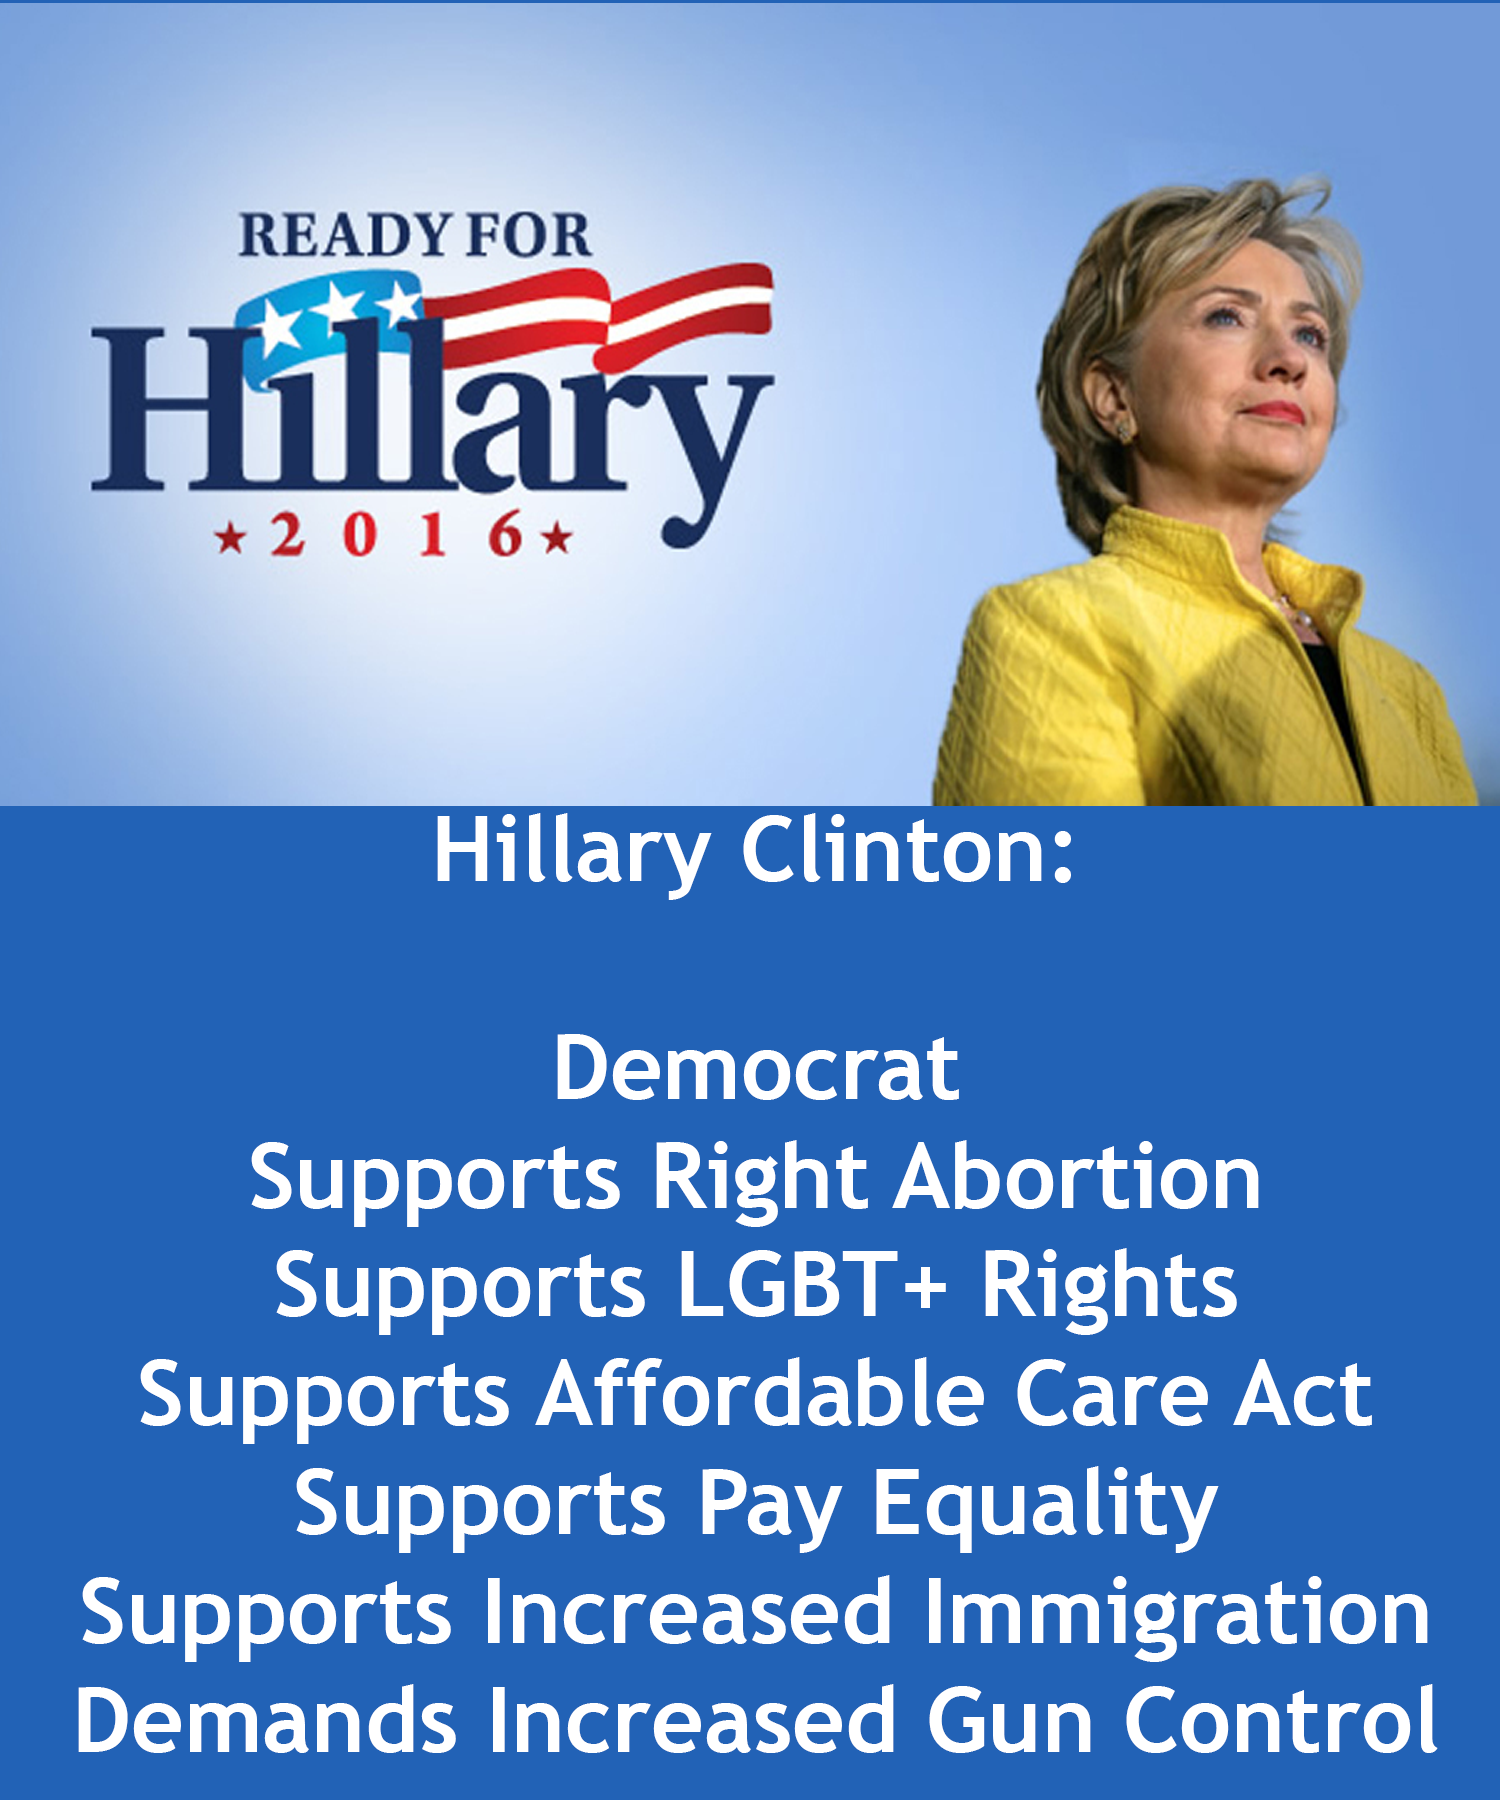 READY FOR
Hillary
2016
Hillary Clinton:
Democrat
Supports Right Abortion
Supports LGBT+ Rights
Supports Affordable Care Act
Supports Pay Equality
Supports Increased Immigration
Demands Increased Gun Control